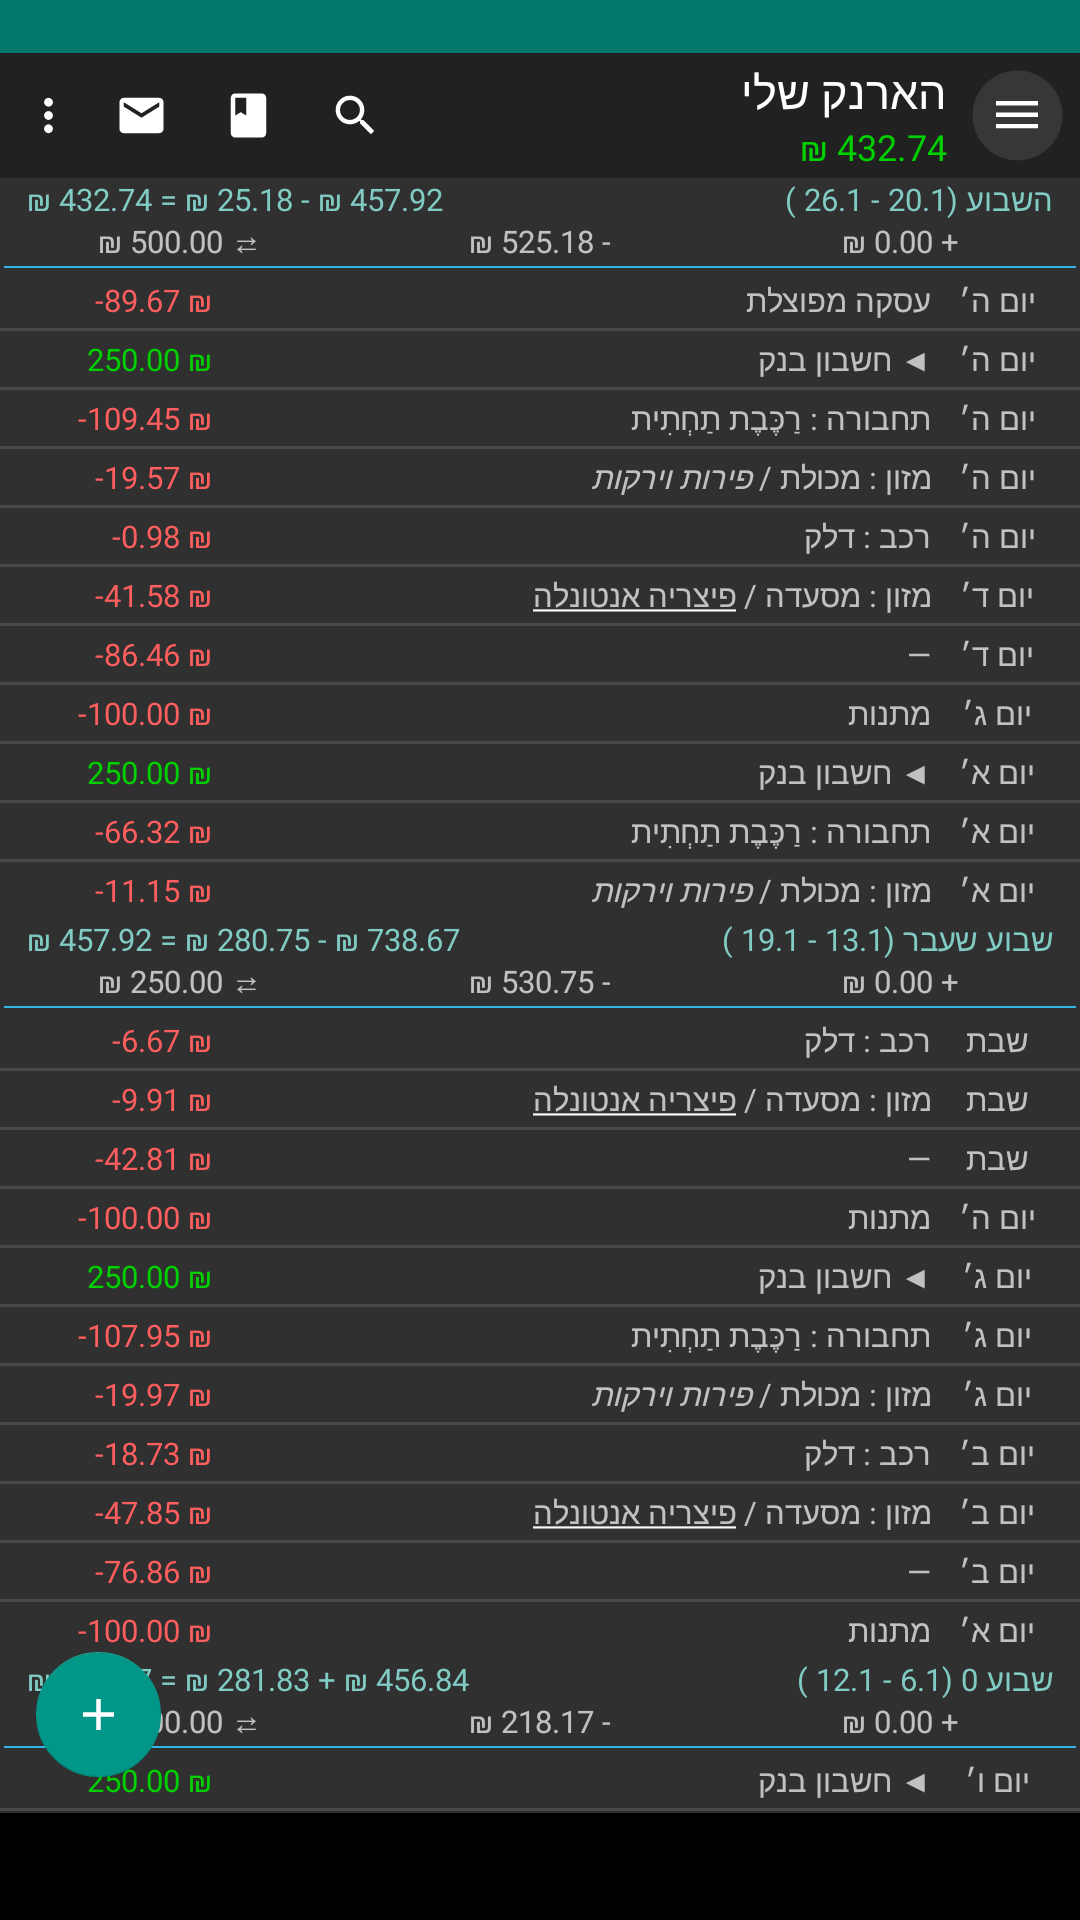 הארנק שלי
432.74 ₪
השבוע (20.1 - 26.1 ) 457.92 ₪ - 25.18 ₪ = 432.74 ₪
+ 0.00 ₪ - 525.18 ₪ ⇄ 500.00 ₪
יום ה׳ עסקה מפוצלת -89.67 ₪
יום ה׳ ◄ חשבון בנק 250.00 ₪
יום ה׳ תחבורה : רַכֶּבֶת תַחְתִית -109.45 ₪
יום ה׳ מזון : מכולת / פירות וירקות -19.57 ₪
יום ה׳ רכב : דלק -0.98 ₪
יום ד׳ מזון : מסעדה / פיצריה אנטונלה -41.58 ₪
יום ד׳ — -86.46 ₪
יום ג׳ מתנות -100.00 ₪
יום א׳ ◄ חשבון בנק 250.00 ₪
יום א׳ תחבורה : רַכֶּבֶת תַחְתִית -66.32 ₪
יום א׳ מזון : מכולת / פירות וירקות -11.15 ₪
שבוע שעבר (13.1 - 19.1 ) 738.67 ₪ - 280.75 ₪ = 457.92 ₪
+ 0.00 ₪ - 530.75 ₪ ⇄ 250.00 ₪
שבת רכב : דלק -6.67 ₪
שבת מזון : מסעדה / פיצריה אנטונלה -9.91 ₪
שבת — -42.81 ₪
יום ה׳ מתנות -100.00 ₪
יום ג׳ ◄ חשבון בנק 250.00 ₪
יום ג׳ תחבורה : רַכֶּבֶת תַחְתִית -107.95 ₪
יום ג׳ מזון : מכולת / פירות וירקות -19.97 ₪
יום ב׳ רכב : דלק -18.73 ₪
יום ב׳ מזון : מסעדה / פיצריה אנטונלה -47.85 ₪
יום ב׳ — -76.86 ₪
יום א׳ מתנות -100.00 ₪
שבוע 0 (6.1 - 12.1 ) 456.84 ₪ + 281.83 ₪ = ₪
+ 0.00 ₪ - 218.17 ₪ ⇄
יום ו׳ ◄ חשבון בנק 250.00 ₪